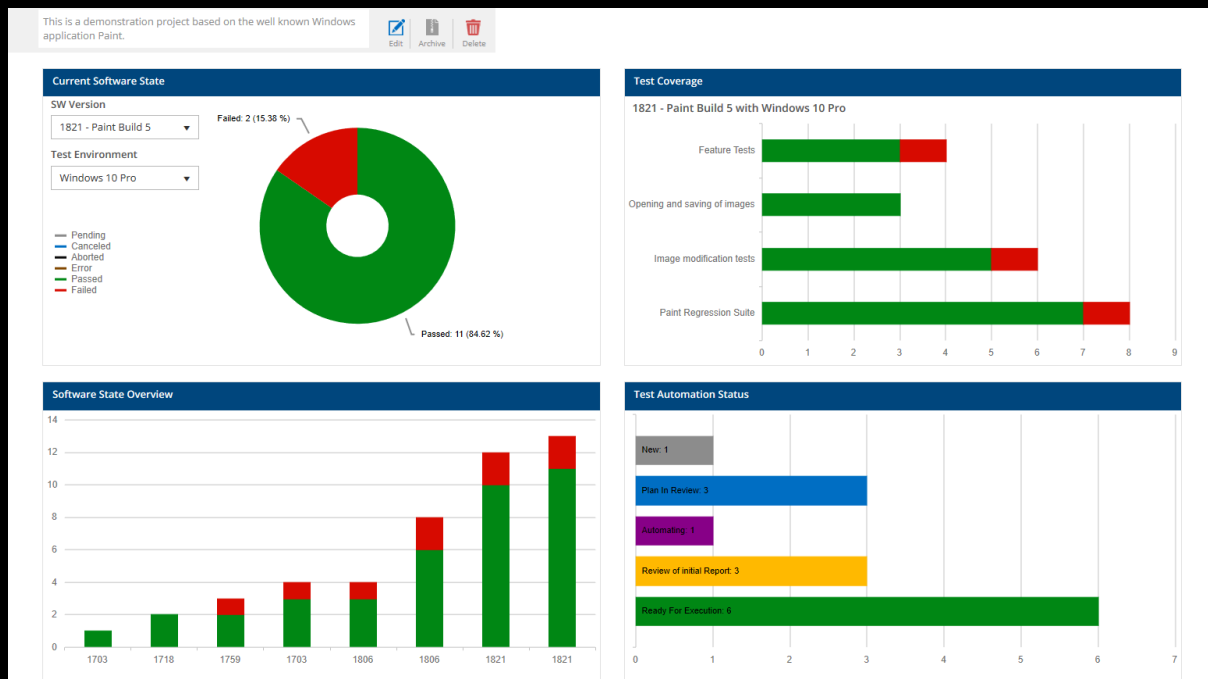 This is a demonstration project based on the well known Windows
application Paint.
Edit
Archive
Delete
Current Software State
SW Version
1821 - Paint Build 5
Test Environment
Windows 10 Pro
Pending
Canceled
Aborted
Error
Passed
Failed
Failed: 2 (15.38 %)
Passed: 11 (84.62 %)
Test Coverage
1821 - Paint Build 5 with Windows 10 Pro
Feature Tests
Opening and saving of images
Image modification tests
Paint Regression Suite
0 1 2 3 4 5 6 7 8 9
Software State Overview
14
12
10
8
6
4
2
0
1703 1718 1759 1703 1806 1806 1821 1821
Test Automation Status
New: 1
Plan In Review: 3
Automating: 1
Review of initial Report: 3
Ready For Execution: 6
0 1 2 3 4 5 6 7